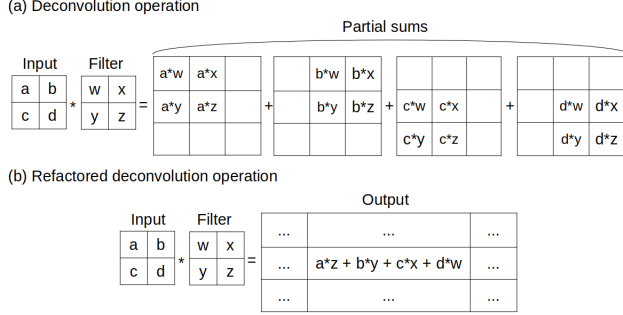 (a) Deconvolution operation
Partial sums
Input Filter
a b w x a*w a*x b*w b*x
* = + + +
c d y z a*y a*z b*y b*z c*w c*x d*w d*x
c*y c*z d*y d*z
(b) Refactored deconvolution operation
Output
Input Filter
... ... ...
a b w x
* = ... a*z + b*y + c*x + d*w ...
c d y z
... ... ...